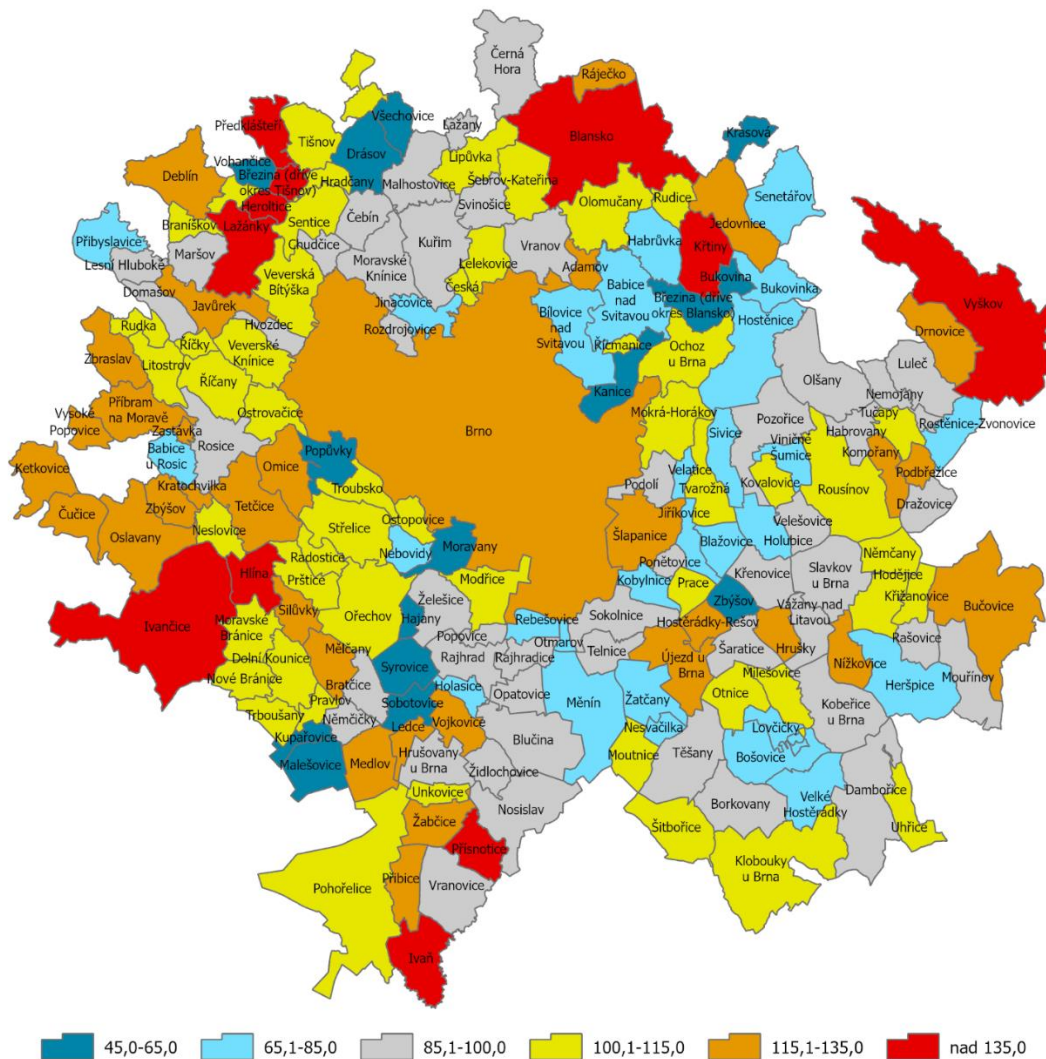 Černá
Hora
Ráječko
Předklášteří
Všechovice
Lažany
Blansko
Krasová
Tišnov
Drásov
Lipůvka
Vohančice
Deblín
Březina (dříve
okres Tišnov)
Hradčany
Malhostovice
Šebrov-Kateřina
Senetářov
Heroltice
Svinošice
Olomučany
Rudice
Jedovnice
Braníškov
Lažánky
Sentice
Čebín
Kuřim
Vranov
Habrůvka
Přibyslavice
Maršov
Chudčice
Křtiny
Lesní Hluboké
Moravské
Knínice
Lelekovice
Adamov
Bukovina
Veverská
Bítýška
Česká
Babice
nad
Svitavou
Bukovinka
Domašov
Javůrek
Jinačovice
Březina (dříve
okres Blansko)
Vyškov
Hvozdec
Rozdrojovice
Bílovice
nad
Svitavou
Hostěnice
Rudka
Říčky
Veverské
Knínice
Řícmanice
Ochoz
u Brna
Drnovice
Zbraslav
Litostrov
Říčany
Luleč
Olšany
Nemojany
Příbram
na Moravě
Kanice
Vysoké
Popovice
Ostrovačice
Mokrá-Horákov
Tučapy
Zastávka
Brno
Pozořice
Habrovany
Rostěnice-Zvonovice
Babice
u Rosic
Rosice
Sivice
Viničné
Šumice
Komořany
Ketkovice
Popůvky
Omice
Velatice
Podbřežice
Kratochvilka
Troubsko
Podolí
Tvarožná
Kovalovice
Rousínov
Čučice
Zbýšov
Tetčice
Dražovice
Oslavany
Neslovice
Ostopovice
Jiříkovice
Velešovice
Střelice
Šlapanice
Blažovice
Holubice
Moravany
Nebovidy
Ponětovice
Němčany
Radostice
Křenovice
Slavkov
u Brna
Hlína
Prštice
Modřice
Kobylnice
Prace
Hodějice
Želešice
Křižanovice
Bučovice
Ivančice
Silůvky
Zbýšov
Vážany nad
Litavou
Moravské
Bránice
Ořechov
Hajany
Rebešovice
Sokolnice
Hostěrádky-Rešov
Popovice
Otmarov
Hrušky
Rašovice
Mělčany
Rajhrad
Rajhradice
Telnice
Šaratice
Dolní Kounice
Újezd u
Brna
Nížkovice
Nové Bránice
Bratčice
Syrovice
Milešovice
Mouřínov
Holasice
Opatovice
Heršpice
Pravlov
Sobotovice
Měnín
Žatčany
Otnice
Kobeřice
u Brna
Trboušany
Němčičky
Ledce
Vojkovice
Nesvačilka
Lovčičky
Kupařovice
Blučina
Malešovice
Medlov
Hrušovany
u Brna
Moutnice
Těšany
Bošovice
Židlochovice
Velké
Hostěrádky
Dambořice
Unkovice
Nosislav
Borkovany
Žabčice
Šitbořice
Uhřice
Přísnotice
Klobouky
u Brna
Pohořelice
Přibice
Vranovice
Ivaň
45,0-65,0 65,1-85,0 85,1-100,0 100,1-115,0 115,1-135,0 nad 135,0